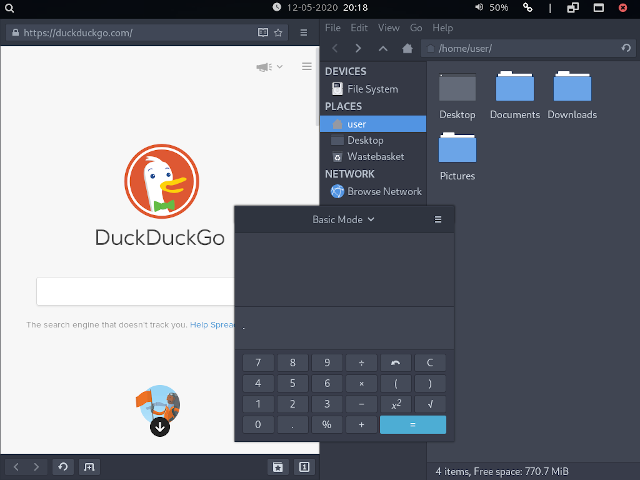 12-05-2020 20:18
50%
https://duckduckgo.com/
DuckDuckGo
The search engine that doesn't track you. Help Sprea
File Edit View Go Help
/home/user/
DEVICES
File System
PLACES
user
Desktop
Wastebasket
NETWORK
Browse Network
Desktop Documents Downloads
Pictures
4 items, Free space: 770.7 MiB
Basic Mode
7 8 9 ÷ C
4 5 6 × ( )
1 2 3 − x² √
0 . % + =
1